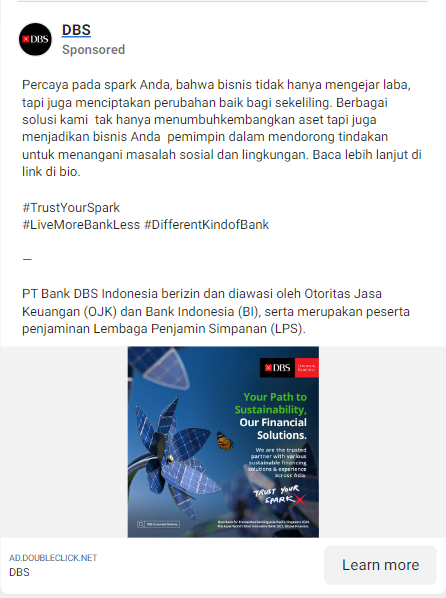 DBS
DBS
Sponsored
Percaya pada spark Anda, bahwa bisnis tidak hanya mengejar laba,
tapi juga menciptakan perubahan baik bagi sekeliling. Berbagai
solusi kami  tak hanya menumbuhkembangkan aset tapi juga
menjadikan bisnis Anda  pemimpin dalam mendorong tindakan
untuk menangani masalah sosial dan lingkungan. Baca lebih lanjut di
link di bio.
#TrustYourSpark
#LiveMoreBankLess #DifferentKindofBank
—
PT Bank DBS Indonesia berizin dan diawasi oleh Otoritas Jasa
Keuangan (OJK) dan Bank Indonesia (BI), serta merupakan peserta
penjaminan Lembaga Penjamin Simpanan (LPS).
DBS
Your Path to
Sustainability,
Our Financial
Solutions.
We are the trusted
partner with various
sustainable financing
solutions & experience
across Asia.
TRUST YOUR
SPARK
AD.DOUBLECLICK.NET
DBS
Learn more